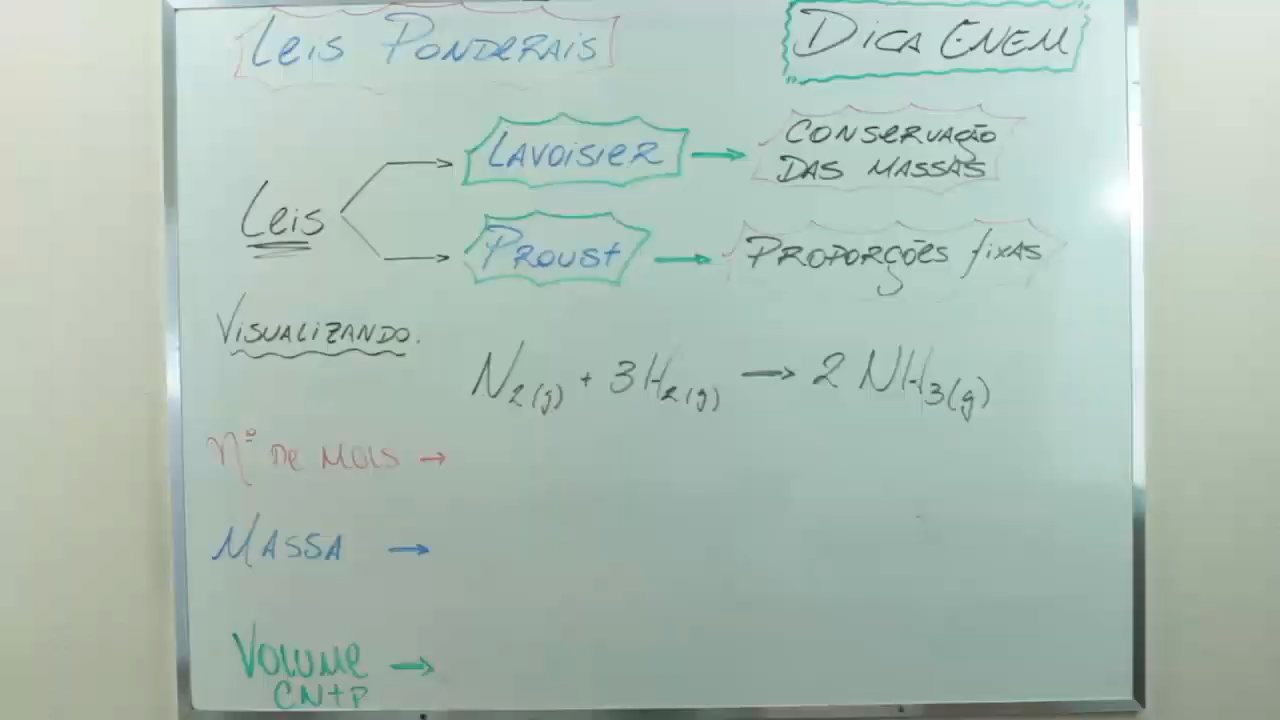 Leis Ponderais
Dica Enem
Lavoisier → Conservação
das massas
Leis
Proust → Proporções fixas
Visualizando.
N2(g) + 3H2(g) → 2 NH3(g)
nº de mols →
Massa →
Volume →
CNTP